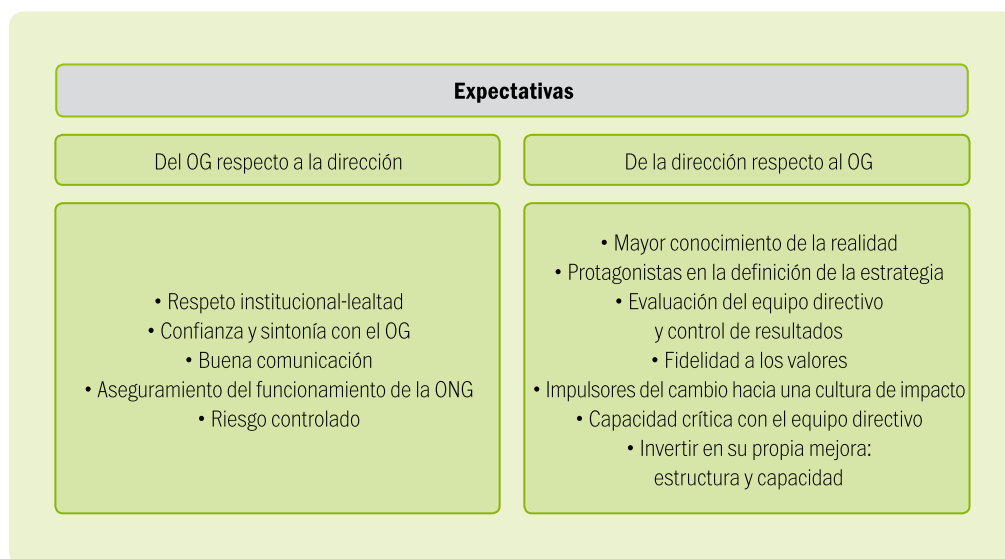 Expectativas
Del OG respecto a la dirección
De la dirección respecto al OG
• Respeto institucional-lealtad
• Confianza y sintonía con el OG
• Buena comunicación
• Aseguramiento del funcionamiento de la ONG
• Riesgo controlado
• Mayor conocimiento de la realidad
• Protagonistas en la definición de la estrategia
• Evaluación del equipo directivo
y control de resultados
• Fidelidad a los valores
• Impulsores del cambio hacia una cultura de impacto
• Capacidad crítica con el equipo directivo
• Invertir en su propia mejora:
estructura y capacidad